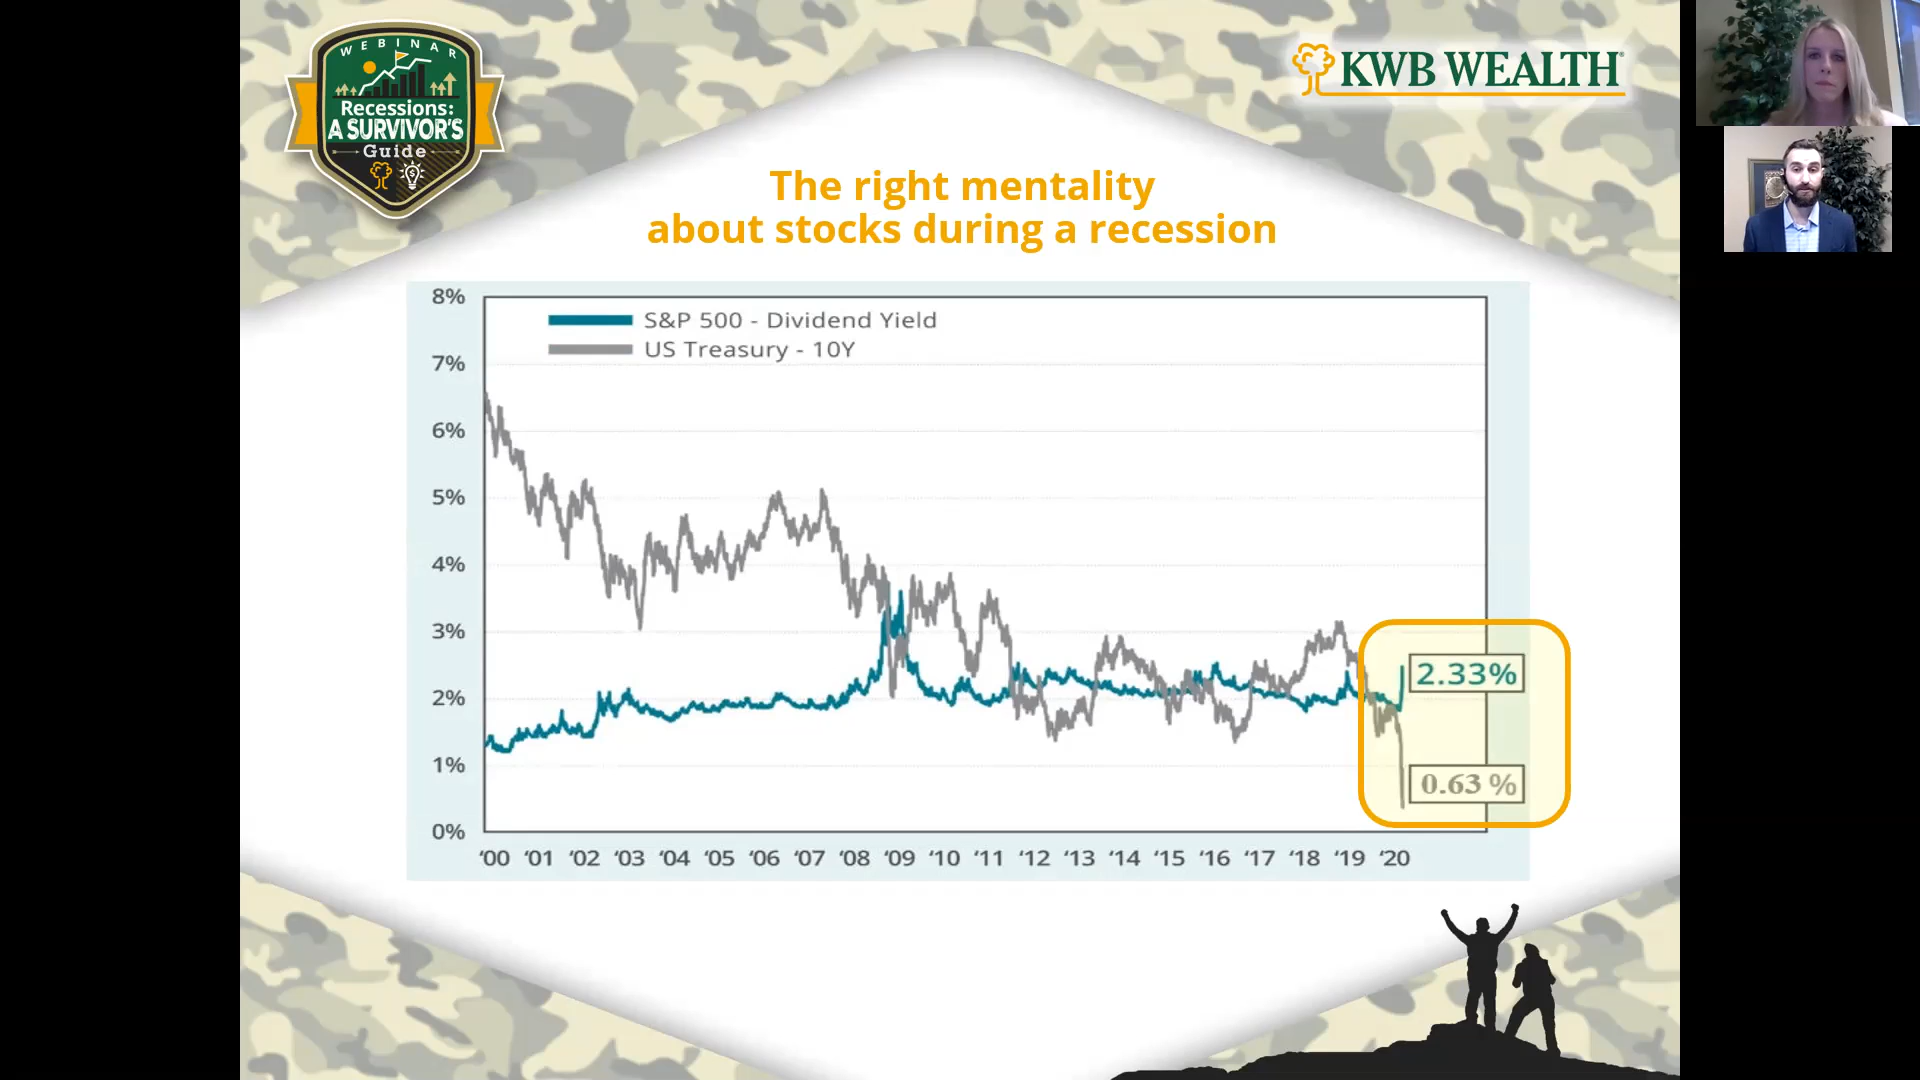 WEBINAR
Recessions:
A SURVIVOR'S
Guide
$
KWB WEALTH®
The right mentality
about stocks during a recession
8%
S&P 500 - Dividend Yield
US Treasury - 10Y
7%
6%
5%
4%
3%
2.33%
2%
1%
0.63 %
0%
‘00 ‘01 ‘02 ‘03 ‘04 ‘05 ‘06 ‘07 ‘08 ‘09 ‘10 ‘11 ‘12 ‘13 ‘14 ‘15 ‘16 ‘17 ‘18 ‘19 ‘20